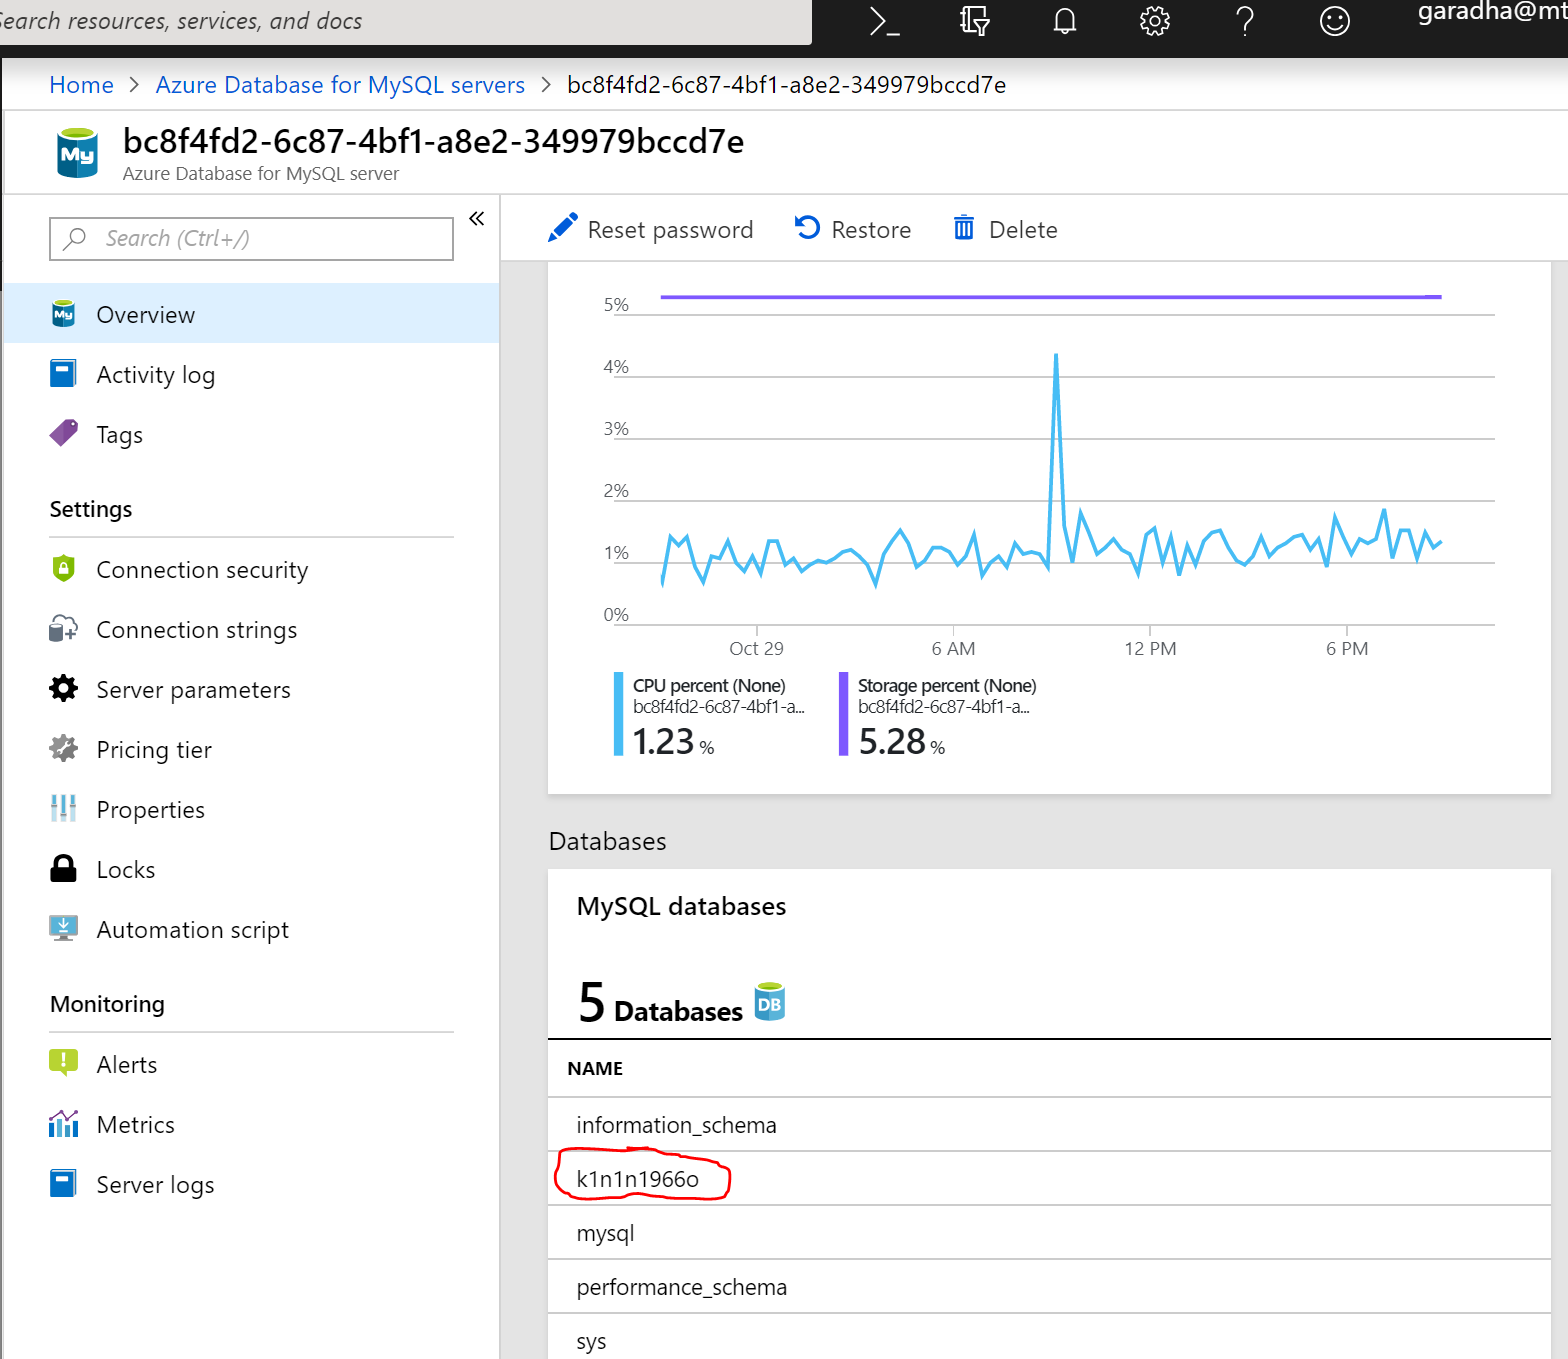 Search resources, services, and docs
garadha@mt
Home > Azure Database for MySQL servers > bc8f4fd2-6c87-4bf1-a8e2-349979bccd7e
My
bc8f4fd2-6c87-4bf1-a8e2-349979bccd7e
Azure Database for MySQL server
Search (Ctrl+/)
«
My Overview
Activity log
Tags
Settings
Connection security
Connection strings
Server parameters
Pricing tier
Properties
Locks
Automation script
Monitoring
Alerts
Metrics
Server logs
Reset password Restore Delete
5%
4%
3%
2%
1%
0%
Oct 29 6 AM 12 PM 6 PM
CPU percent (None)
bc8f4fd2-6c87-4bf1-a...
1.23 %
Storage percent (None)
bc8f4fd2-6c87-4bf1-a...
5.28 %
Databases
MySQL databases
5 Databases DB
NAME
information_schema
k1n1n1966o
mysql
performance_schema
sys